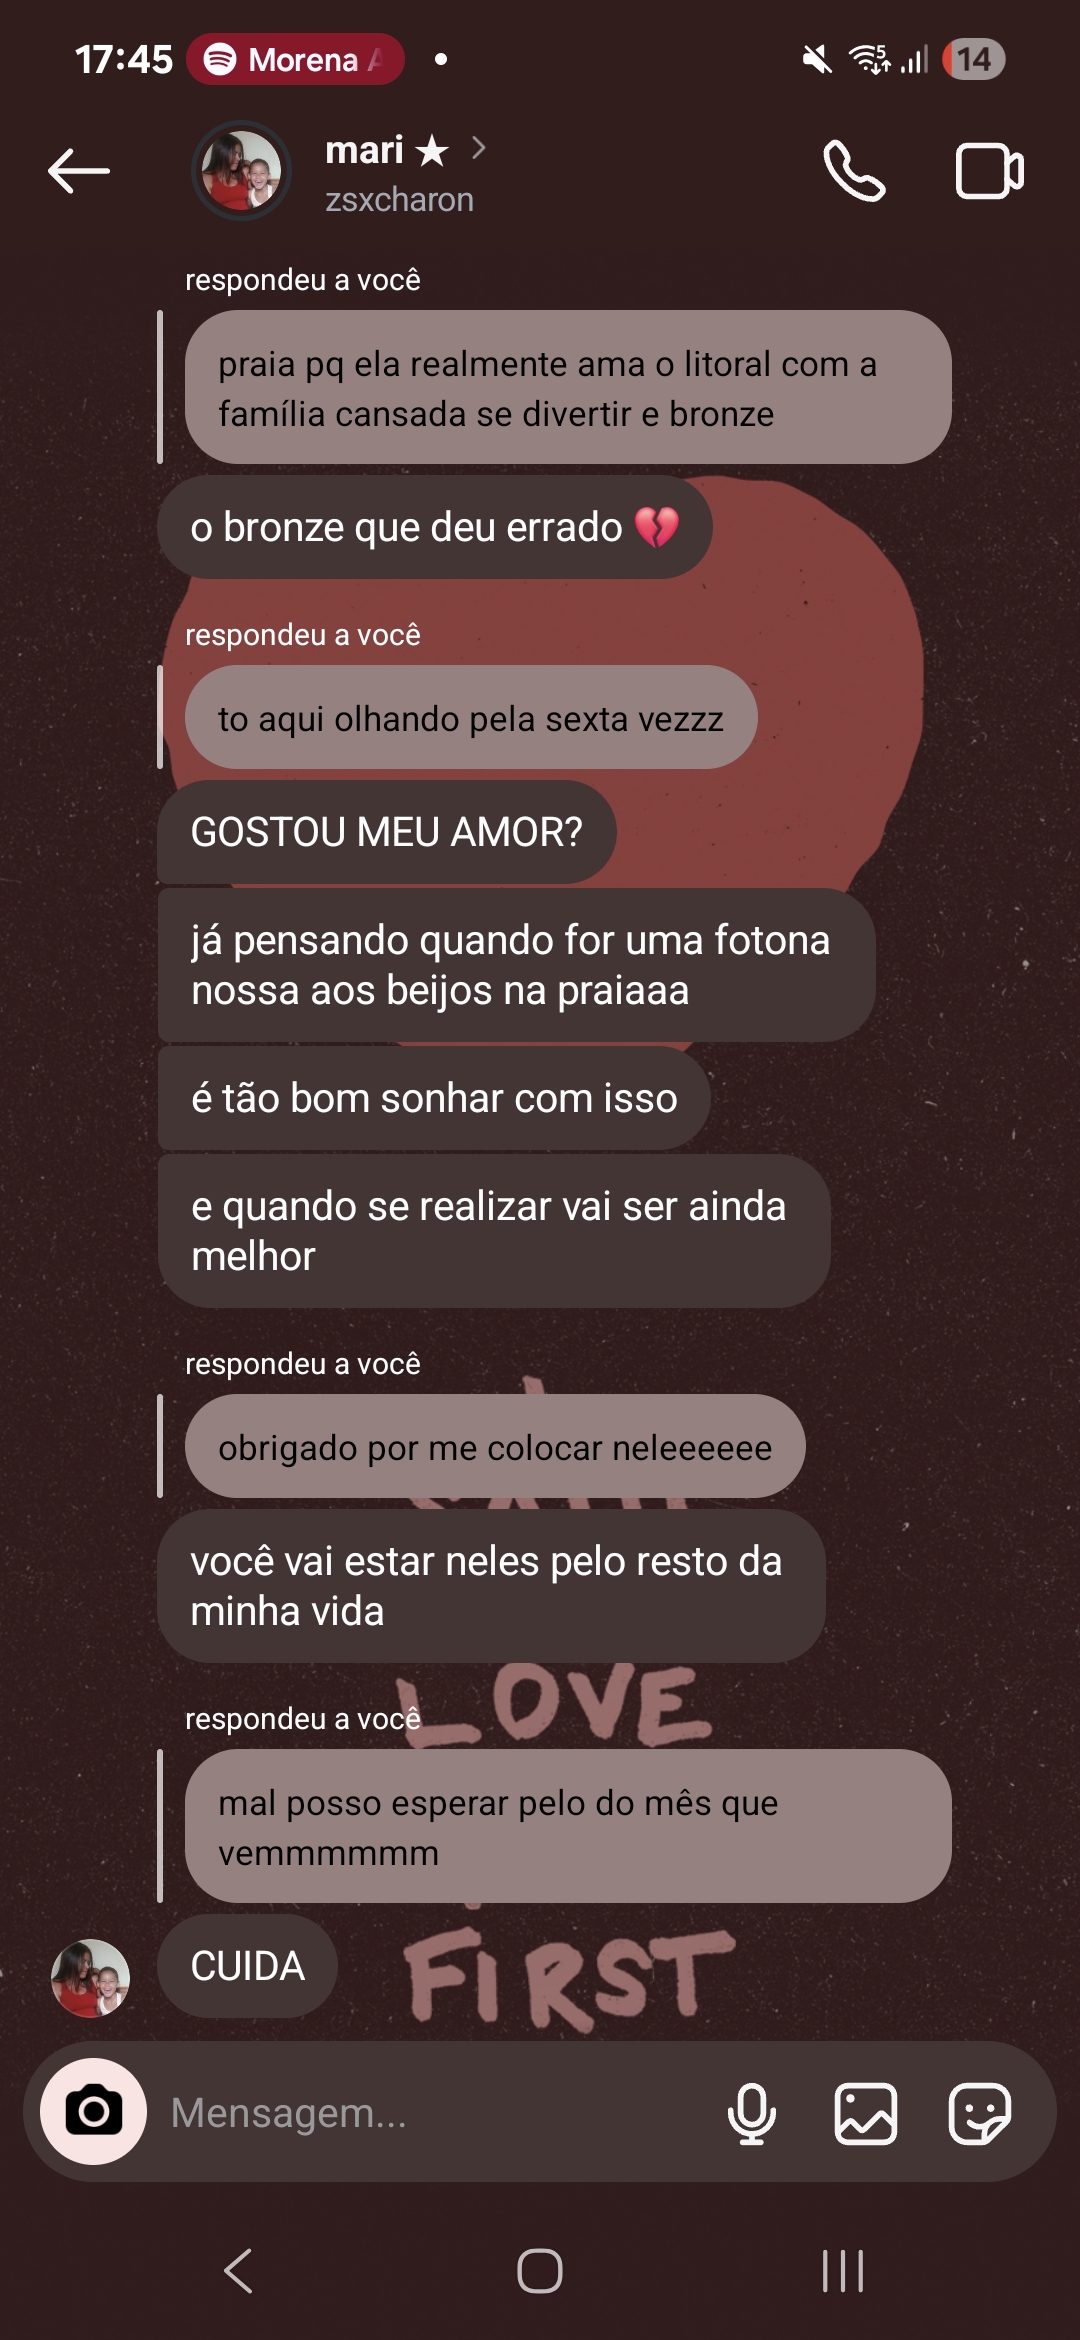 17:45 Morena
14
mari ★
zsxcharon
respondeu a você
praia pq ela realmente ama o litoral com a
família cansada se divertir e bronze
o bronze que deu errado 💔
respondeu a você
to aqui olhando pela sexta vezzz
GOSTOU MEU AMOR?
já pensando quando for uma fotona
nossa aos beijos na praiaaa
é tão bom sonhar com isso
e quando se realizar vai ser ainda
melhor
respondeu a você
obrigado por me colocar neleeeeee
você vai estar neles pelo resto da
minha vida
LOVE
respondeu a você
mal posso esperar pelo do mês que
vemmmmmm
CUIDA
FIRST
Mensagem...